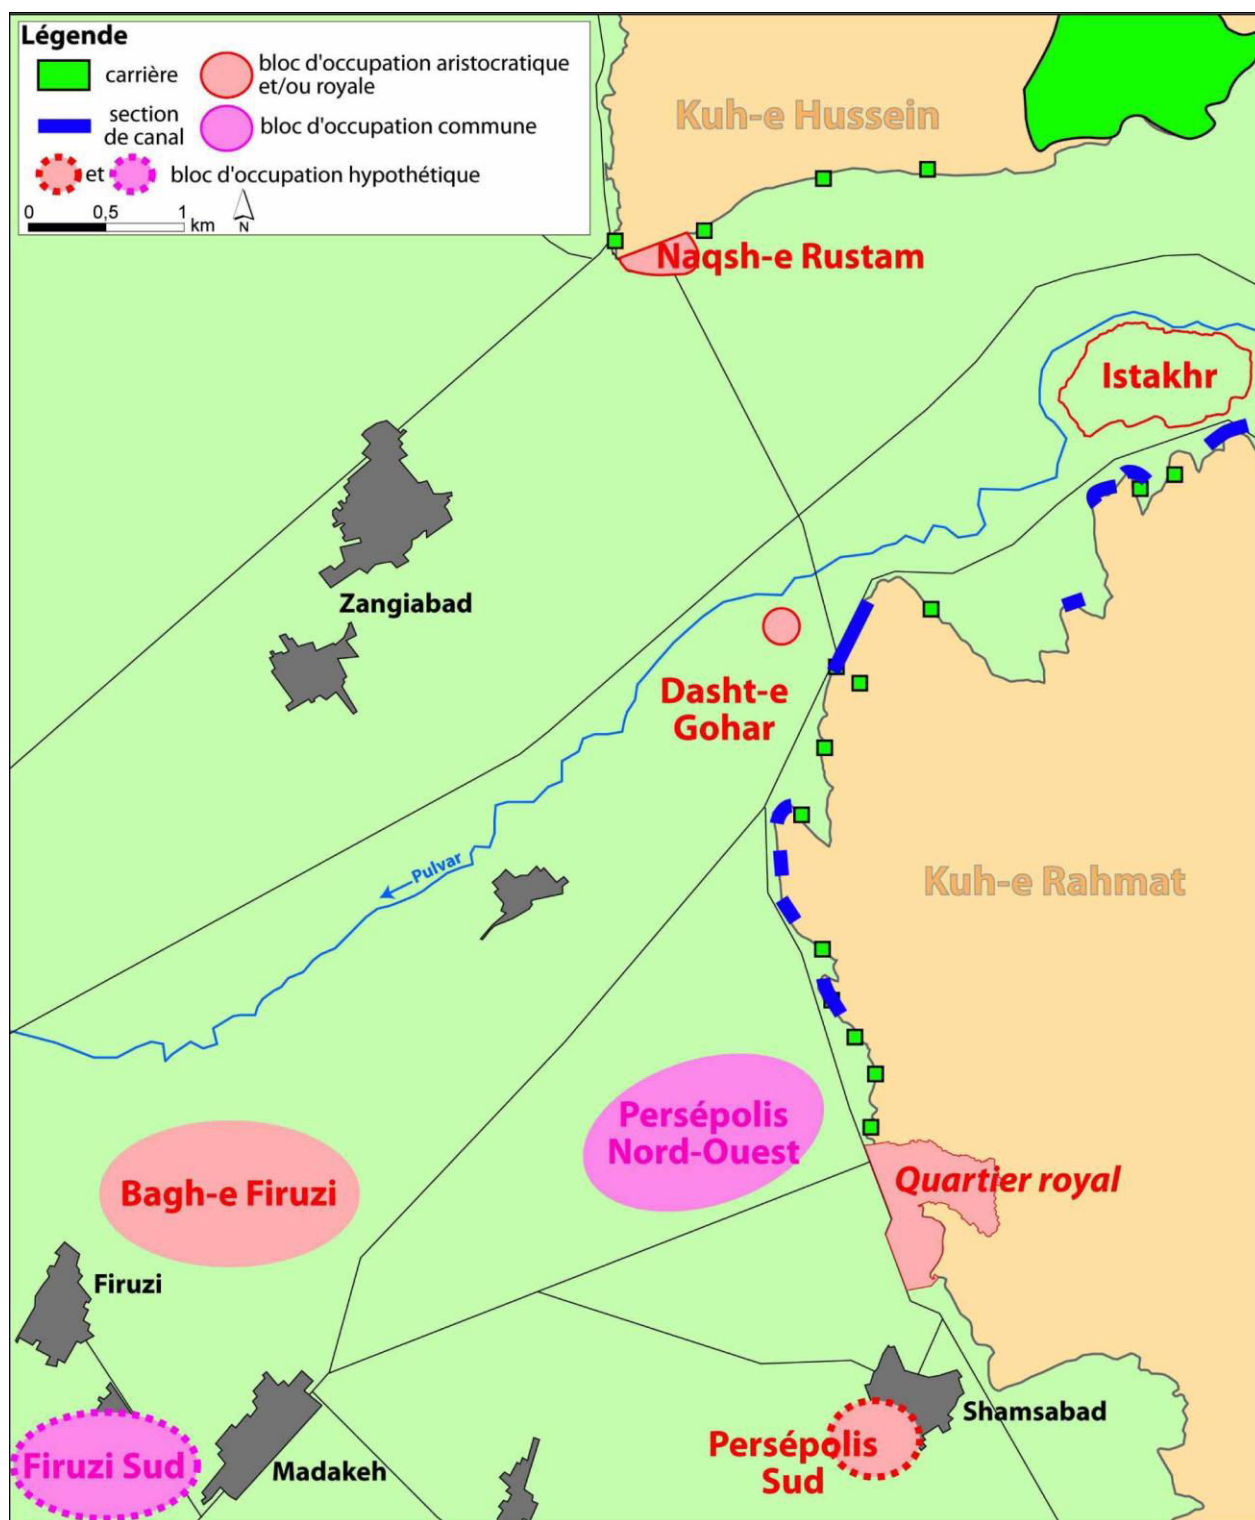 Légende
carrière
bloc d'occupation aristocratique
et/ou royale
section
de canal
bloc d'occupation commune
et
bloc d'occupation hypothétique
0 0,5 1
km
N
Kuh-e Hussein
Naqsh-e Rustam
Istakhr
Zangiabad
Dasht-e
Gohar
Pulvar
Kuh-e Rahmat
Persépolis
Nord-Ouest
Quartier royal
Bagh-e Firuzi
Firuzi
Shamsabad
Persépolis
Sud
Firuzi Sud
Madakeh